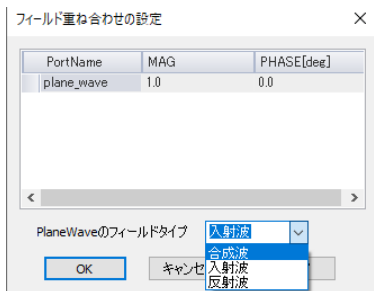 フィールド重ね合わせの設定
PortName MAG PHASE[deg]
plane_wave 1.0 0.0
PlaneWaveのフィールドタイプ 入射波
合成波
OK キャンセ 入射波
反射波